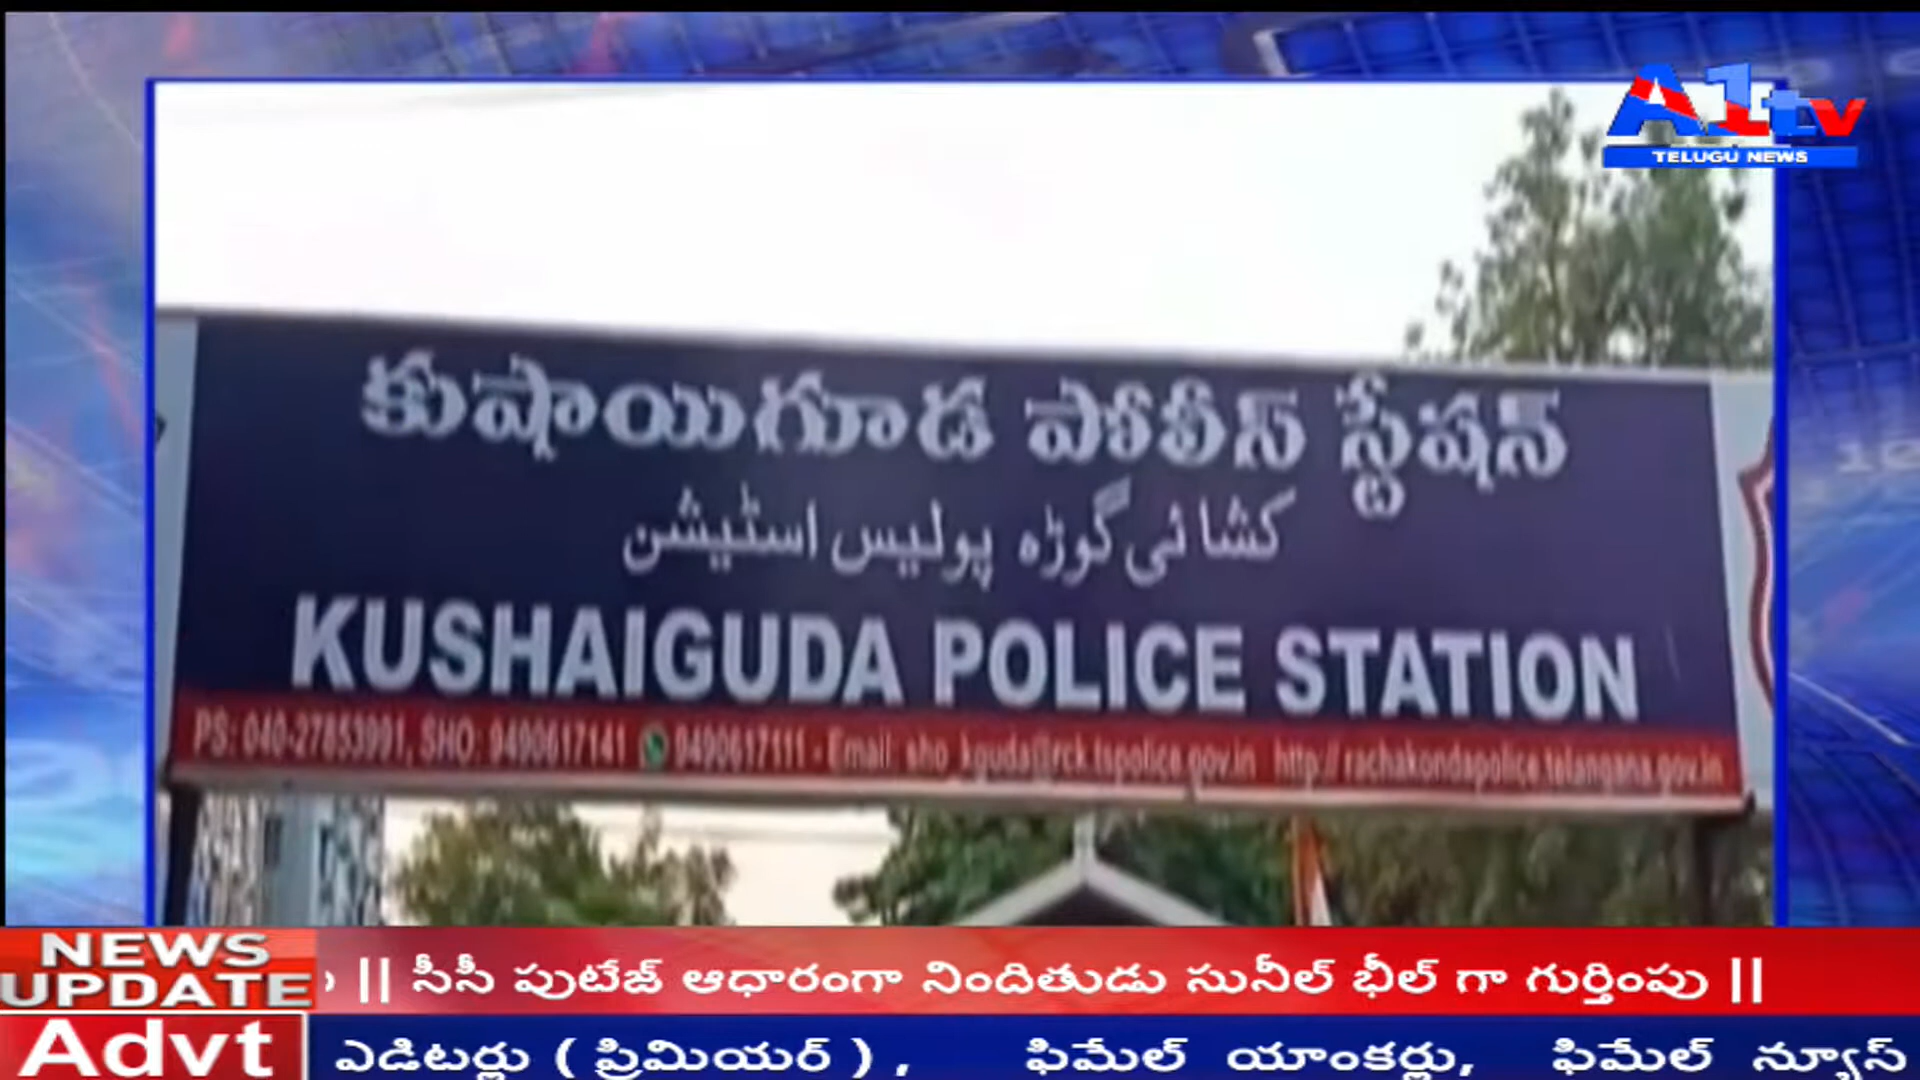 A1tv
TELUGU NEWS
కుషాయిగూడ పోలీస్ స్టేషన్
کشائی گوڑہ پولیس اسٹیشن
KUSHAIGUDA POLICE STATION
PS: 040-27853991, SHO: 9490617141 9490617111 - Email: sho_kguda@rck.tspolice.gov.in http://rachakondapolice.telangana.gov.in
NEWS UPDATE
|| సీసీ పుటేజ్ ఆధారంగా నిందితుడు సునీల్ భీల్ గా గుర్తింపు ||
Advt
ఎడిటర్లు ( ప్రిమియర్ ) , ఫిమేల్ యాంకర్లు, ఫిమేల్ న్యూస్